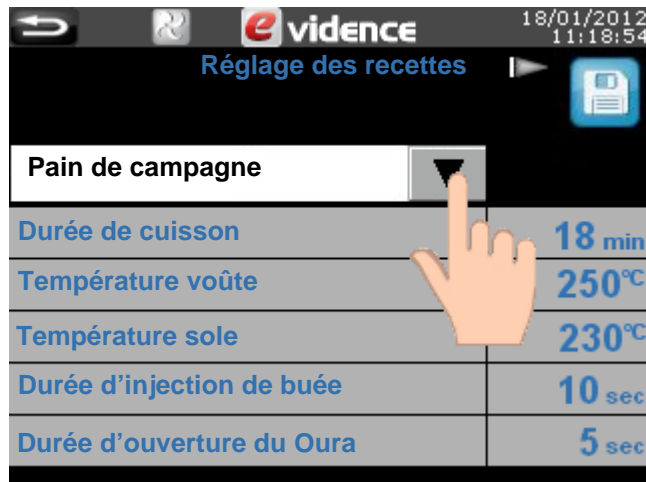 evidence
18/01/2012
11:18:54
Réglage des recettes
Pain de campagne
Durée de cuisson 18 min
Température voûte 250°C
Température sole 230°C
Durée d’injection de buée 10 sec
Durée d’ouverture du Oura 5 sec